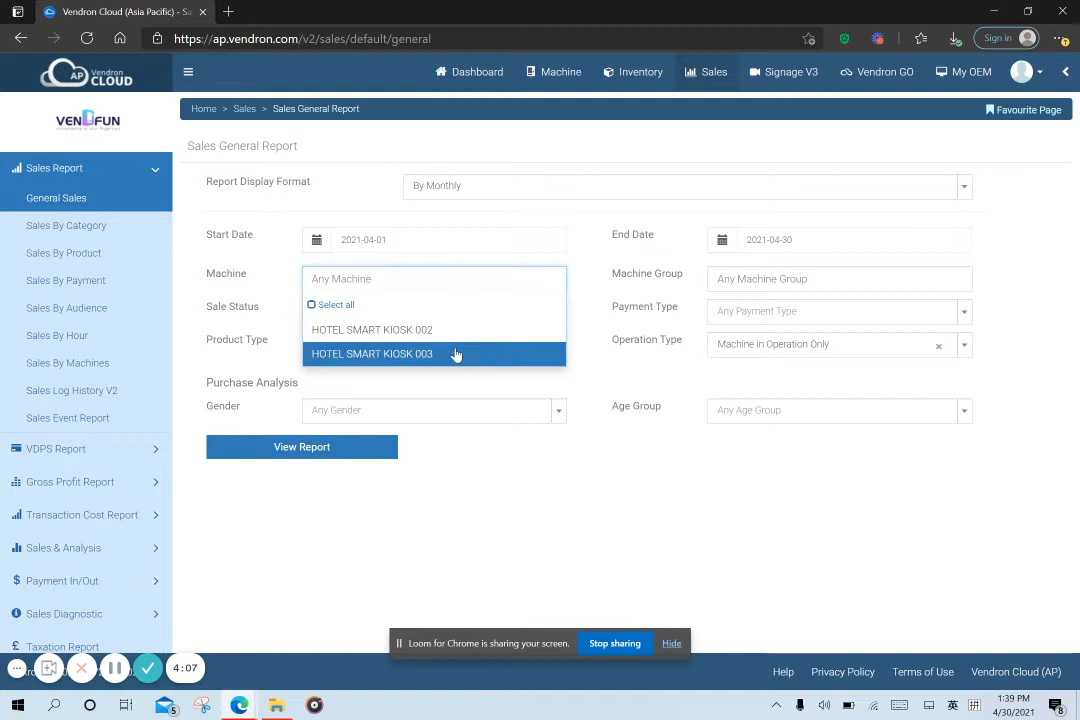 Vendron Cloud (Asia Pacific) - Sa
https://ap.vendron.com/v2/sales/default/general
Sign in
AP Vendron CLOUD
Dashboard
Machine
Inventory
Sales
Signage V3
Vendron GO
My OEM
VENDFUN
Home > Sales > Sales General Report
Favourite Page
Sales Report
General Sales
Sales By Category
Sales By Product
Sales By Payment
Sales By Audience
Sales By Hour
Sales By Machines
Sales Log History V2
Sales Event Report
VDPS Report
Gross Profit Report
Transaction Cost Report
Sales & Analysis
Payment In/Out
Sales Diagnostic
Taxation Report
Sales General Report
Report Display Format
By Monthly
Start Date
2021-04-01
End Date
2021-04-30
Machine
Any Machine
Select all
HOTEL SMART KIOSK 002
HOTEL SMART KIOSK 003
Machine Group
Any Machine Group
Sale Status
Payment Type
Any Payment Type
Product Type
Operation Type
Machine in Operation Only
Purchase Analysis
Gender
Any Gender
Age Group
Any Age Group
View Report
Loom for Chrome is sharing your screen.
Stop sharing
Hide
4:07
Help
Privacy Policy
Terms of Use
Vendron Cloud (AP)
5
英
拼
1:39 PM
4/30/2021
8